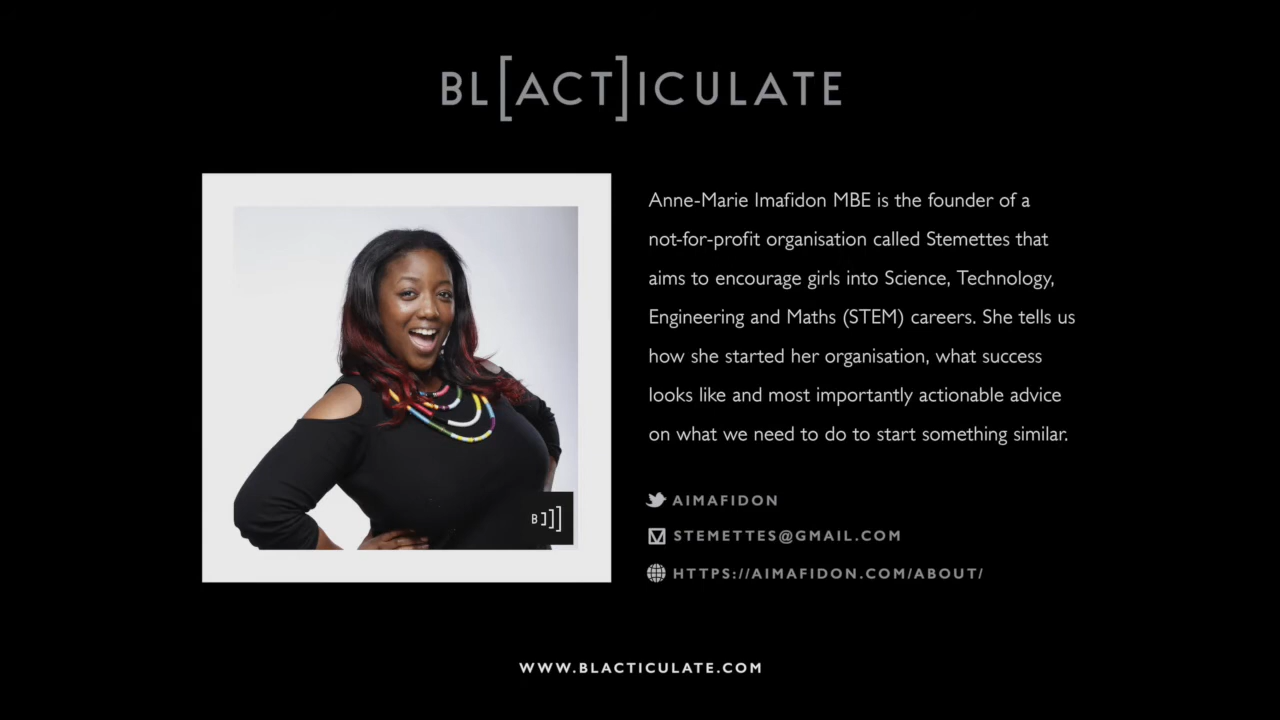 BL[ACT]ICULATE
Anne-Marie Imafidon MBE is the founder of a
not-for-profit organisation called Stemettes that
aims to encourage girls into Science, Technology,
Engineering and Maths (STEM) careers. She tells us
how she started her organisation, what success
looks like and most importantly actionable advice
on what we need to do to start something similar.
B]]]
AIMAFIDON
STEMETTES@GMAIL.COM
HTTPS://AIMAFIDON.COM/ABOUT/
WWW.BLACTICULATE.COM